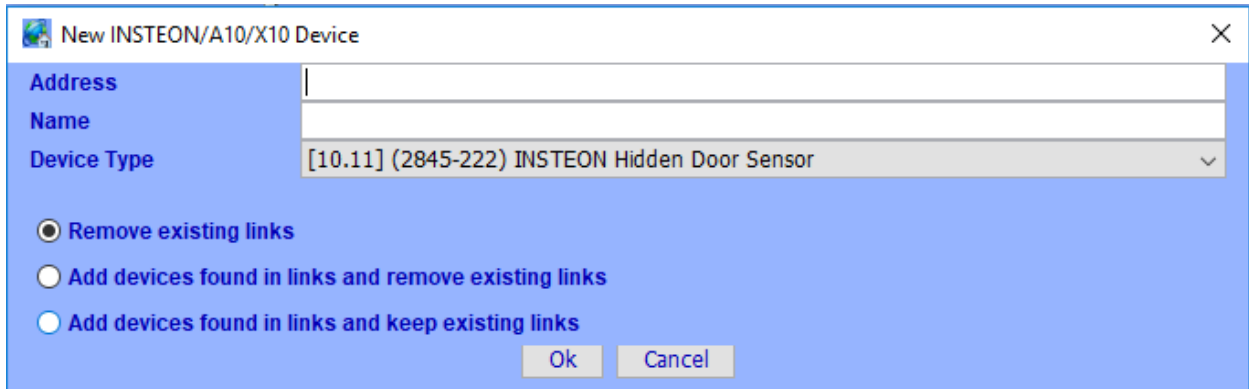 New INSTEON/A10/X10 Device
Address
Name
Device Type [10.11] (2845-222) INSTEON Hidden Door Sensor
Remove existing links
Add devices found in links and remove existing links
Add devices found in links and keep existing links
Ok Cancel